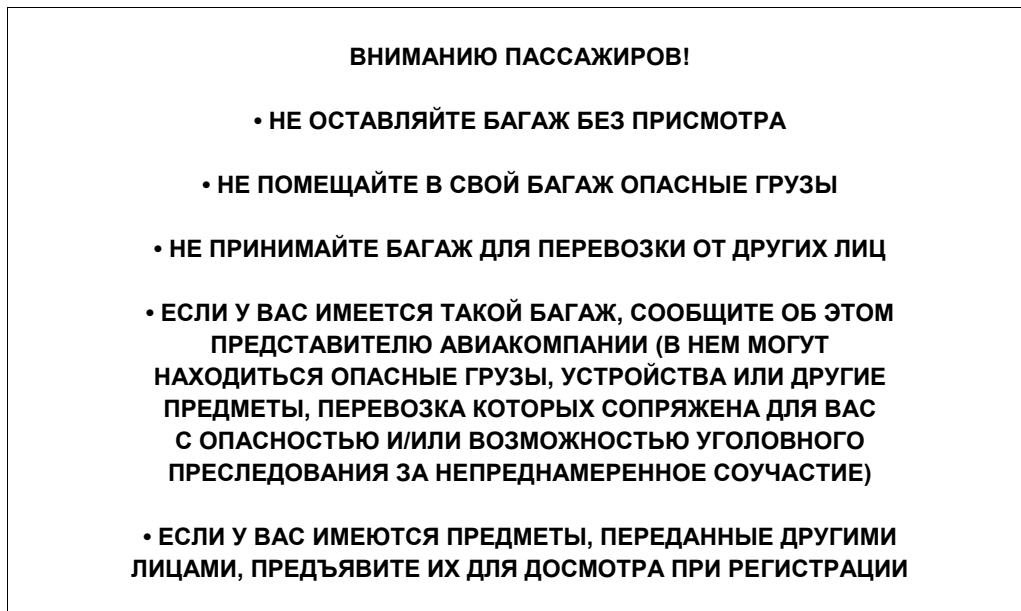 ВНИМАНИЮ ПАССАЖИРОВ!
• НЕ ОСТАВЛЯЙТЕ БАГАЖ БЕЗ ПРИСМОТРА
• НЕ ПОМЕЩАЙТЕ В СВОЙ БАГАЖ ОПАСНЫЕ ГРУЗЫ
• НЕ ПРИНИМАЙТЕ БАГАЖ ДЛЯ ПЕРЕВОЗКИ ОТ ДРУГИХ ЛИЦ
• ЕСЛИ У ВАС ИМЕЕТСЯ ТАКОЙ БАГАЖ, СООБЩИТЕ ОБ ЭТОМ
ПРЕДСТАВИТЕЛЮ АВИАКОМПАНИИ (В НЕМ МОГУТ
НАХОДИТЬСЯ ОПАСНЫЕ ГРУЗЫ, УСТРОЙСТВА ИЛИ ДРУГИЕ
ПРЕДМЕТЫ, ПЕРЕВОЗКА КОТОРЫХ СОПРЯЖЕНА ДЛЯ ВАС
С ОПАСНОСТЬЮ И/ИЛИ ВОЗМОЖНОСТЬЮ УГОЛОВНОГО
ПРЕСЛЕДОВАНИЯ ЗА НЕПРЕДНАМЕРЕННОЕ СОУЧАСТИЕ)
• ЕСЛИ У ВАС ИМЕЮТСЯ ПРЕДМЕТЫ, ПЕРЕДАННЫЕ ДРУГИМИ
ЛИЦАМИ, ПРЕДЪЯВИТЕ ИХ ДЛЯ ДОСМОТРА ПРИ РЕГИСТРАЦИИ